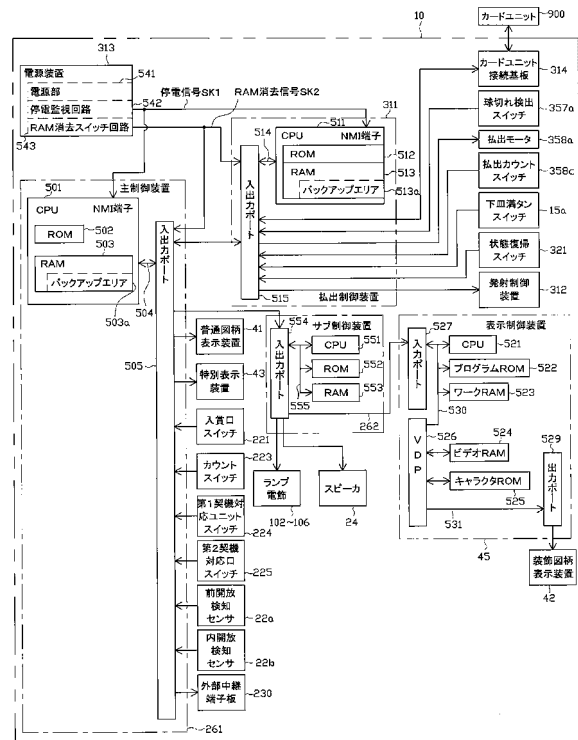 カードユニット
900
10
313
電源装置
541
電源部
542
停電監視回路
RAM消去スイッチ回路
543
停電信号SK1
RAM消去信号SK2
311
511
514
CPU
NMI端子
ROM
512
RAM
513
バックアップエリア
513a
入出力ポート
515
払出制御装置
カードユニット
接続基板
314
球切れ検出
スイッチ
357a
払出モータ
358a
払出カウント
スイッチ
358c
下皿満タン
スイッチ
15a
状態復帰
スイッチ
321
発射制御
装置
312
501
主制御装置
CPU
NMI端子
ROM
502
503
RAM
バックアップエリア
503a
504
入出力ポート
505
普通図柄
表示装置
41
特別表示
装置
43
入賞口
スイッチ
221
カウント
スイッチ
223
第1契機対
応ユニット
スイッチ
224
第2契機
対応口
スイッチ
225
前開放
検知
センサ
22a
内開放
検知
センサ
22b
外部中継
端子板
230
261
554
サブ制御装置
入出力ポート
CPU
551
ROM
552
RAM
553
555
262
ランプ
電飾
102~106
スピーカ
24
527
表示制御装置
入力ポート
CPU
521
プログラムROM
522
ワークRAM
523
530
526
VDP
524
ビデオRAM
キャラクタROM
525
529
出力ポート
531
45
装飾図柄
表示装置
42